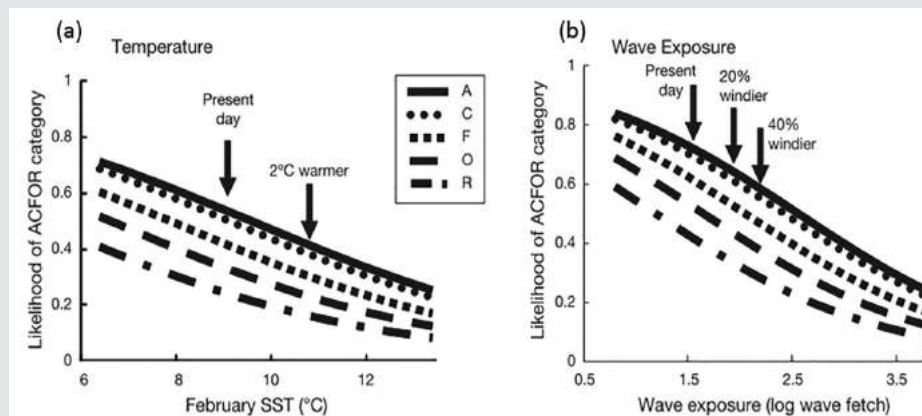 (a)
Temperature
Likelihood of ACFOR category
1
0.8
0.6
0.4
0.2
0
Present
day
2°C warmer
6
8
10
12
February SST (°C)
A
C
F
O
R
(b)
Wave Exposure
Likelihood of ACFOR category
1
0.8
0.6
0.4
0.2
0
Present
day
20%
windier
40%
windier
0.5
1.5
2.5
3.5
Wave exposure (log wave fetch)